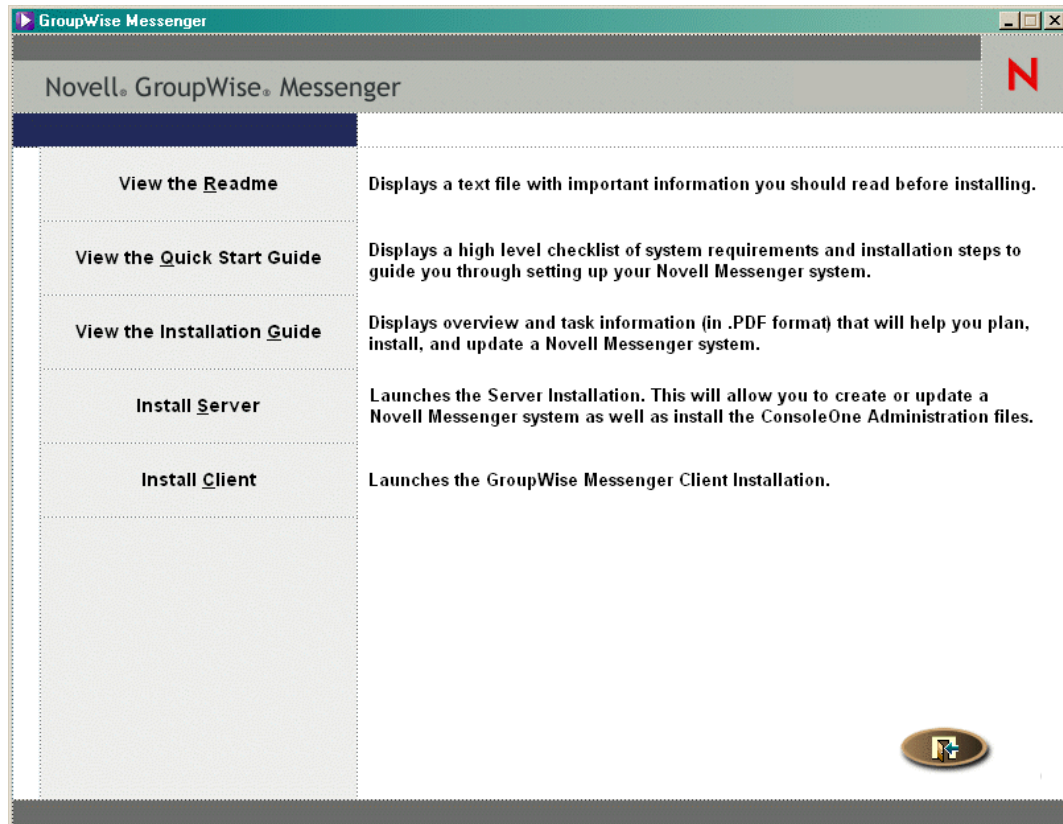 GroupWise Messenger
Novell® GroupWise® Messenger
N
View the Readme
Displays a text file with important information you should read before installing.
View the Quick Start Guide
Displays a high level checklist of system requirements and installation steps to
guide you through setting up your Novell Messenger system.
View the Installation Guide
Displays overview and task information (in .PDF format) that will help you plan,
install, and update a Novell Messenger system.
Install Server
Launches the Server Installation. This will allow you to create or update a
Novell Messenger system as well as install the ConsoleOne Administration files.
Install Client
Launches the GroupWise Messenger Client Installation.